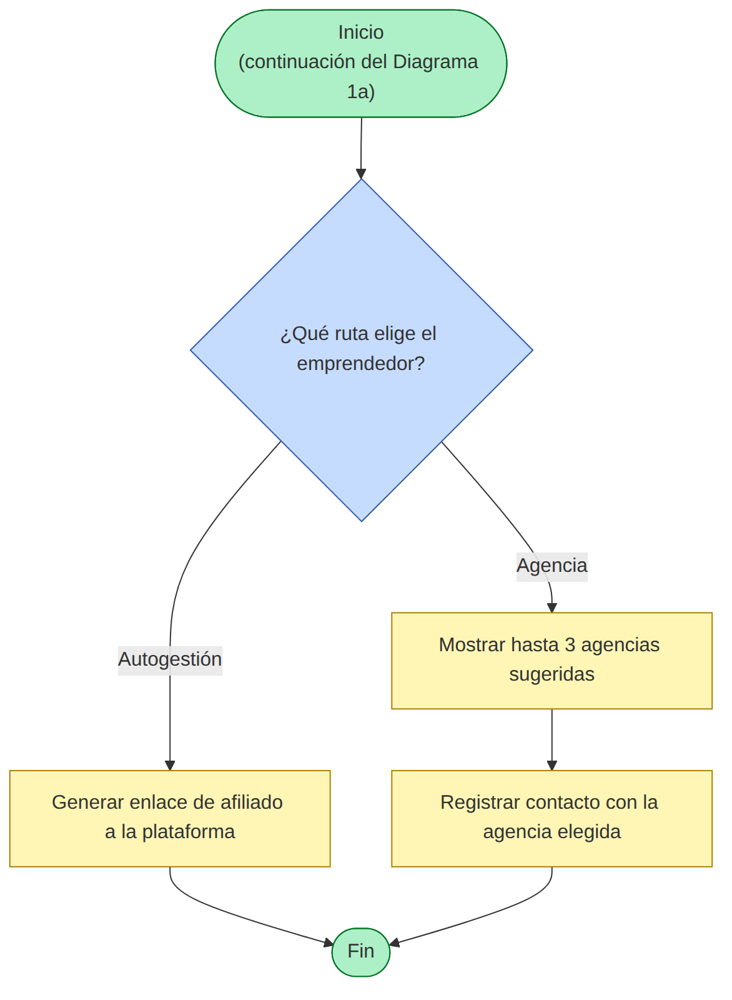 Inicio
(continuación del Diagrama
1a)
¿Qué ruta elige el
emprendedor?
Agencia
Mostrar hasta 3 agencias
sugeridas
Autogestión
Generar enlace de afiliado
a la plataforma
Registrar contacto con la
agencia elegida
Fin